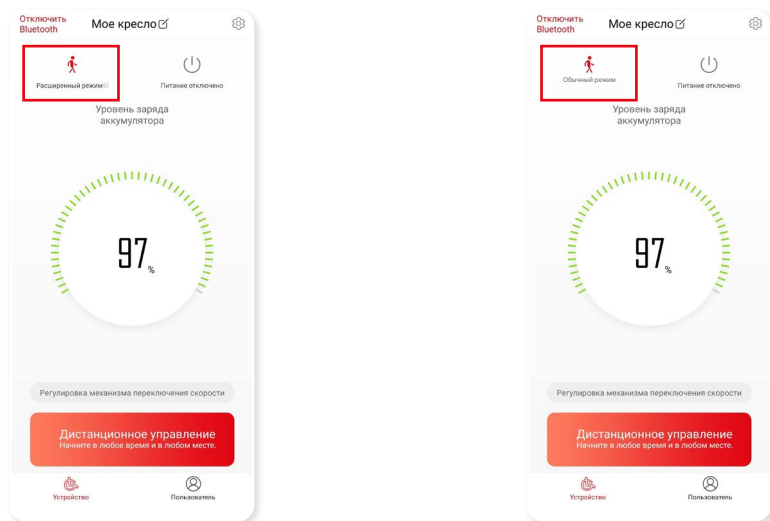 Отключить
Bluetooth
Мое кресло
Расширенный режим
Питание отключено
Уровень заряда
аккумулятора
97
%
Регулировка механизма переключения скорости
Дистанционное управление
Начните в любое время и в любом месте.
Устройство
Пользователь
Отключить
Bluetooth
Мое кресло
Обычный режим
Питание отключено
Уровень заряда
аккумулятора
97
%
Регулировка механизма переключения скорости
Дистанционное управление
Начните в любое время и в любом месте.
Устройство
Пользователь